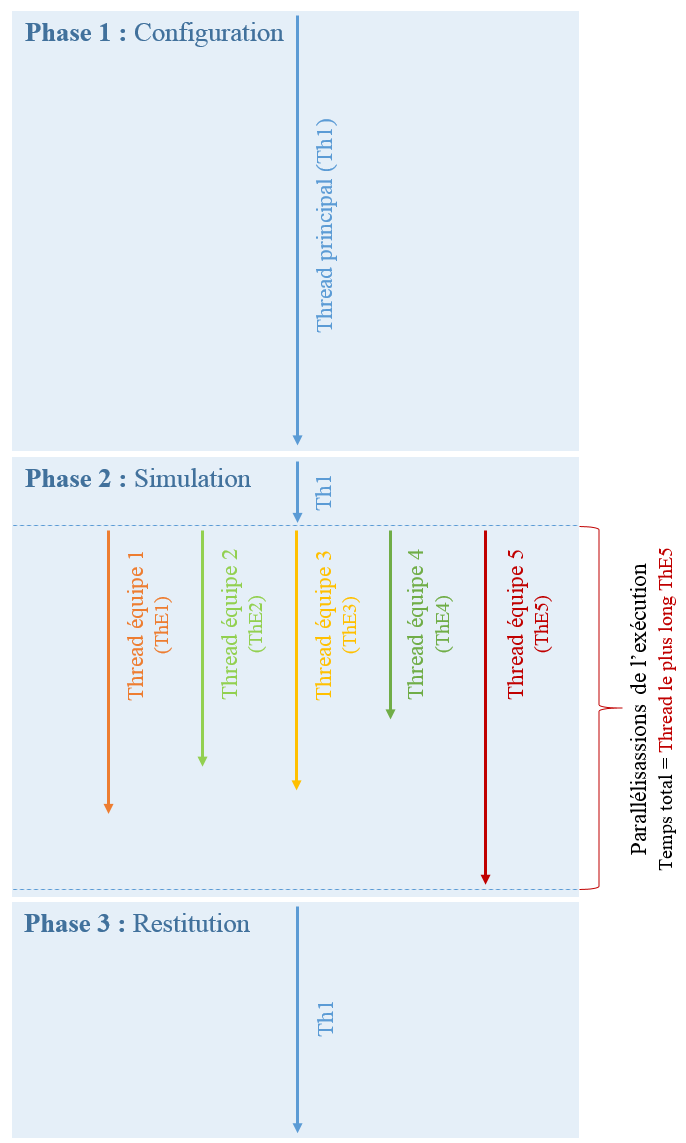 Phase 1 : Configuration
Thread principal (Th1)
Phase 2 : Simulation
Th1
Thread équipe 1
(ThE1)
Thread équipe 2
(ThE2)
Thread équipe 3
(ThE3)
Thread équipe 4
(ThE4)
Thread équipe 5
(ThE5)
Parallélisassions de l'exécution
Temps total = Thread le plus long ThE5
Phase 3 : Restitution
Th1